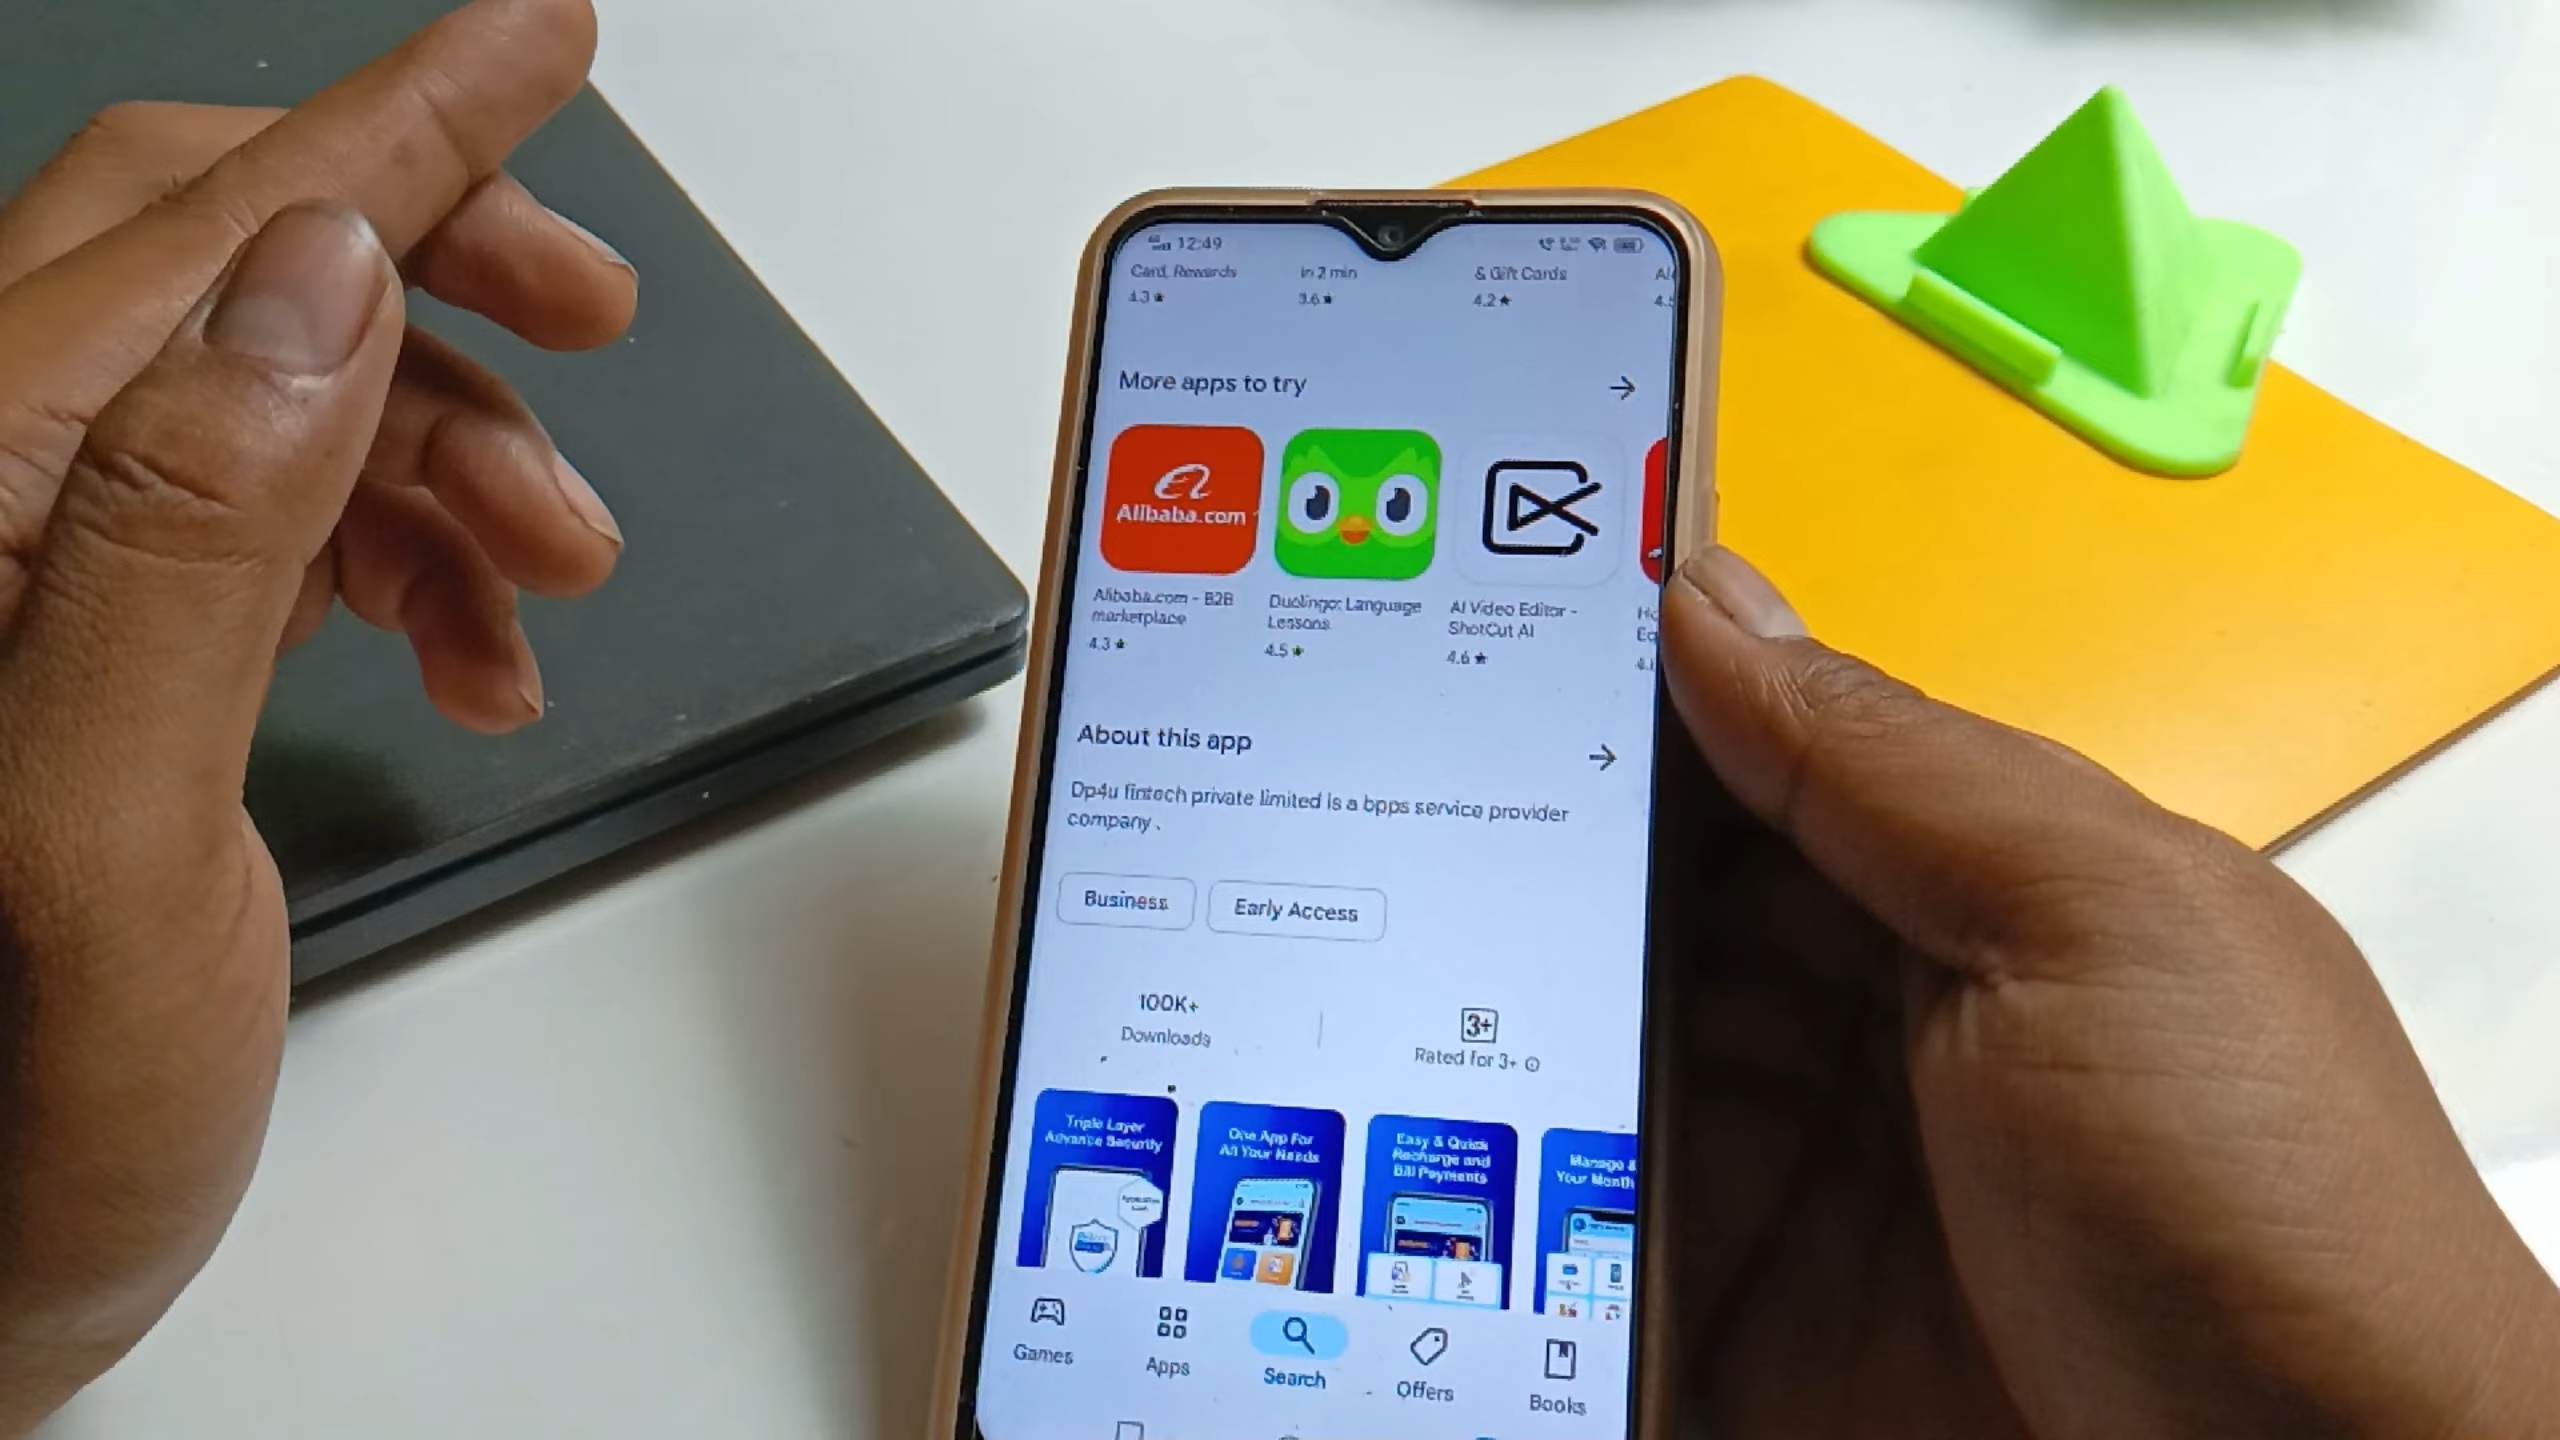 12:49
Card, Rewards
in 2 min
& Gift Cards
4.3★
3.6★
4.2★
More apps to try
Alibaba.com
Alibaba.com - B2B
marketplace
4.3★
Duolingo: Language
Lessons
4.5★
AI Video Editor -
ShotCut AI
4.6★
About this app
Dp4u fintech private limited is a bpps service provider
company .
Business
Early Access
100K+
Downloads
3+
Rated for 3+
Triple Layer
Advance Security
One App For
All Your Needs
Easy & Quick
Recharge and
Bill Payments
Manage &
Your Month
Games
Apps
Search
Offers
Books